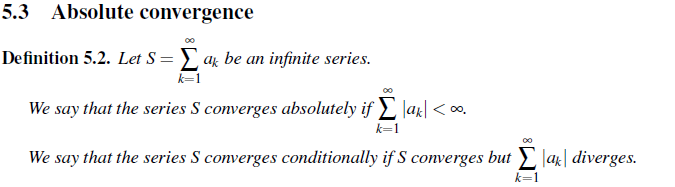 5.3 Absolute convergence
Definition 5.2. Let S = ∑_{k=1}^{∞} a_k be an infinite series.
We say that the series S converges absolutely if ∑_{k=1}^{∞} |a_k| < ∞.
We say that the series S converges conditionally if S converges but ∑_{k=1}^{∞} |a_k| diverges.